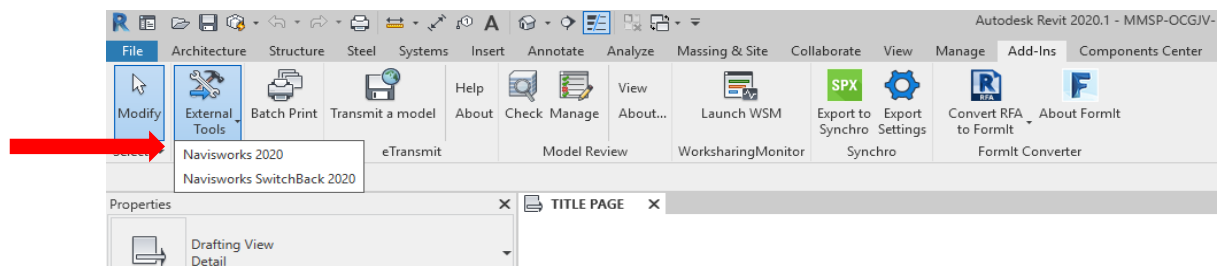 Autodesk Revit 2020.1 - MMSP-OCGJV-
File Architecture Structure Steel Systems Insert Annotate Analyze Massing & Site Collaborate View Manage Add-Ins Components Center
Modify External Tools Batch Print Transmit a model Help About Check Manage View About... Launch WSM SPX Export to Synchro Export Settings RFA Convert RFA to FormIt About FormIt
eTransmit Model Review WorksharingMonitor Synchro FormIt Converter
Navisworks 2020
Navisworks SwitchBack 2020
Properties X TITLE PAGE X
Drafting View
Detail